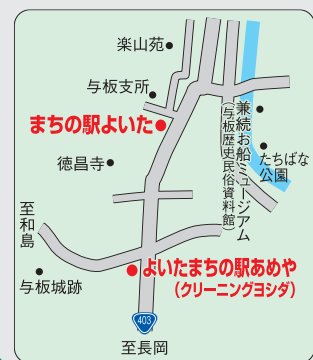 楽山苑
与板支所
まちの駅よいた
徳昌寺
兼続お船ミュージアム
(与板歴史民俗資料館)
たちばな
公園
至和島
与板城跡
よいたまちの駅あめや
(クリーニングヨシダ)
403
至長岡